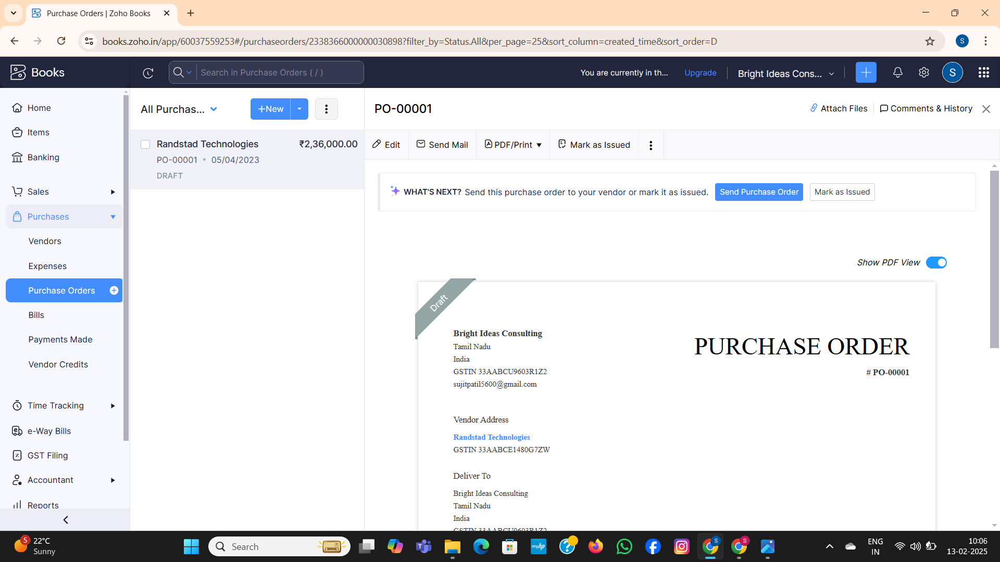 Purchase Orders | Zoho Books
books.zoho.in/app/60037559253#/purchaseorders/2338366000000030898?filter_by=Status.All&per_page=25&sort_column=created_time&sort_order=D
S
Books
Search in Purchase Orders ( / )
You are currently in th...
Upgrade
Bright Ideas Cons...
S
Home
Items
Banking
Sales
Purchases
Vendors
Expenses
Purchase Orders
Bills
Payments Made
Vendor Credits
Time Tracking
e-Way Bills
GST Filing
Accountant
Reports
All Purchas...
+New
Randstad Technologies ₹2,36,000.00
PO-00001 • 05/04/2023
DRAFT
PO-00001
Attach Files
Comments & History
Edit
Send Mail
PDF/Print
Mark as Issued
WHAT'S NEXT? Send this purchase order to your vendor or mark it as issued.
Send Purchase Order
Mark as Issued
Show PDF View
Draft
Bright Ideas Consulting
Tamil Nadu
India
GSTIN 33AABCU9603R1Z2
sujitpatil5600@gmail.com
PURCHASE ORDER
# PO-00001
Vendor Address
Randstad Technologies
GSTIN 33AABCE1480G7ZW
Deliver To
Bright Ideas Consulting
Tamil Nadu
India
GSTIN 33AABCU9603R1Z2
5
22°C
Sunny
Search
myhp
S
S
ENG
IN
10:06
13-02-2025